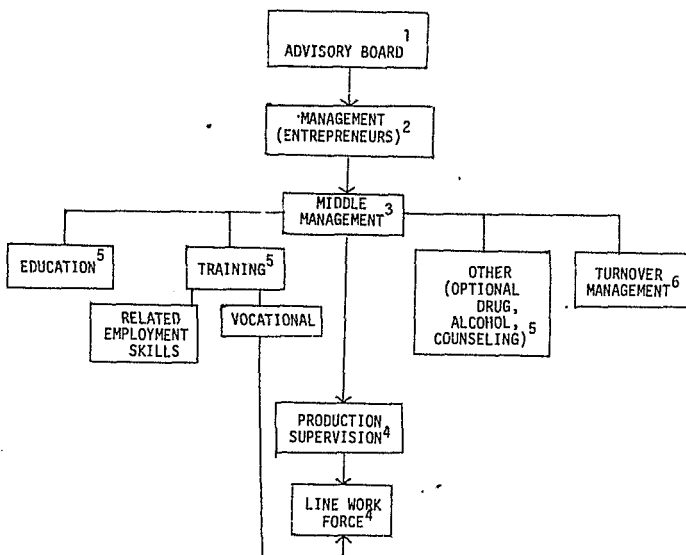 ADVISORY BOARD 1
MANAGEMENT
(ENTREPRENEURS) 2
MIDDLE
MANAGEMENT 3
EDUCATION 5
TRAINING 5
OTHER
(OPTIONAL
DRUG,
ALCOHOL,
COUNSELING) 5
TURNOVER
MANAGEMENT 6
RELATED
EMPLOYMENT
SKILLS
VOCATIONAL
PRODUCTION
SUPERVISION 4
LINE WORK
FORCE 4